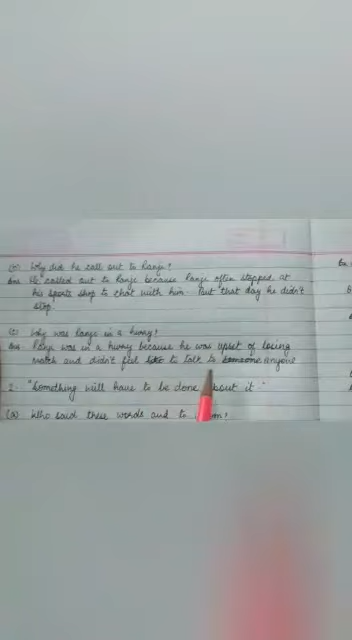 (b) Why did he call out to Ranji?
Ans He called out to Ranji because Ranji often stopped at
his sports shop to chat with him. But that day he didn't
stop.
(c) Why was Ranji in a hurry?
Ans Ranji was in a hurry because he was upset of losing
match and didn't feel like to talk to someone anyone
2. "Something will have to be done about it."
(a) Who said these words and to